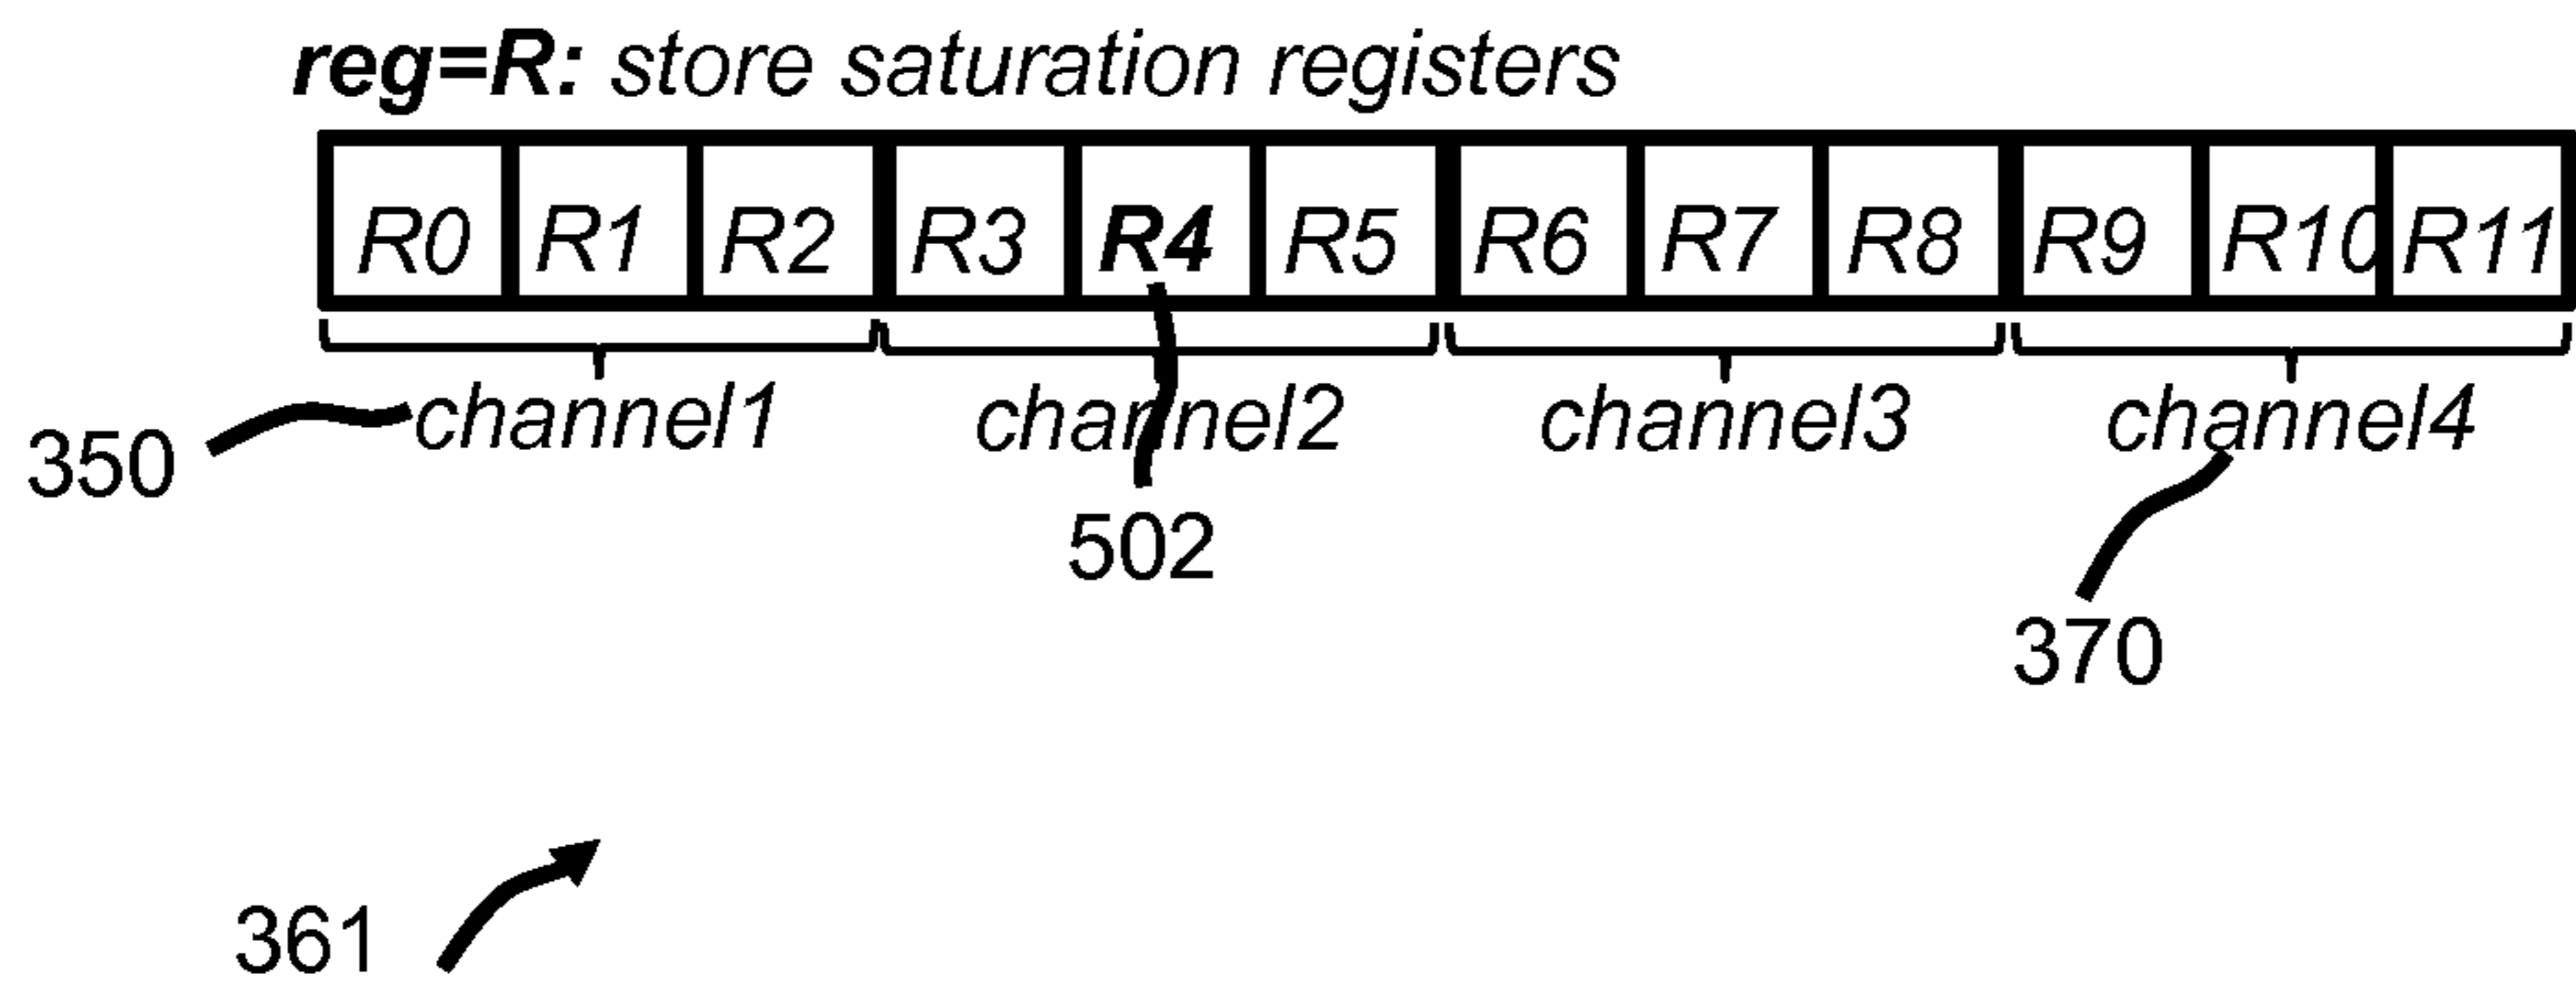 reg=R: store saturation registers
R0 R1 R2 R3 R4 R5 R6 R7 R8 R9 R10 R11
channel1 channel2 channel3 channel4
350
502
370
361